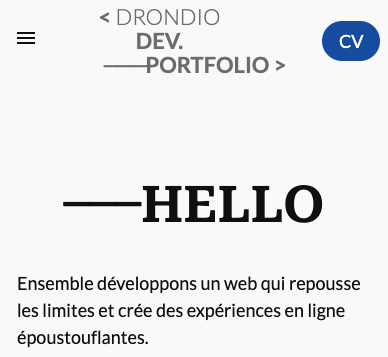 < DRONDIO
DEV.
——PORTFOLIO >
CV
——HELLO
Ensemble développons un web qui repousse
les limites et crée des expériences en ligne
époustouflantes.